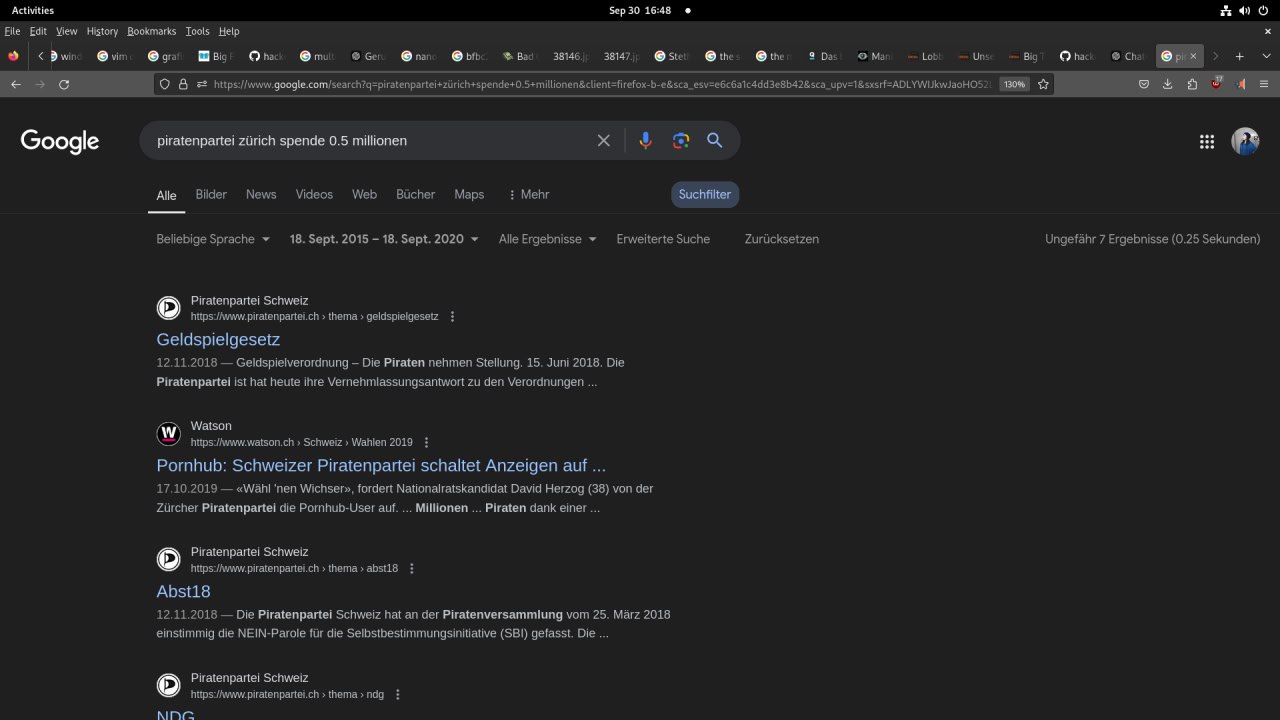 Activities
Sep 30 16:48
File Edit View History Bookmarks Tools Help
wind
vim c
grafi
Big F
hack
mult
Geru
nano
bfbc.
Bad
38146.j
38147.j
Steth
the s
the ri
Das
Mani
Lobb
Unse
Big T
hack
Chat
pi
https://www.google.com/search?q=piratenpartei+zürich+spende+0.5+millionen&client=firefox-b-e&sca_esv=e6c6a1c4dd3e8b42&sca_upv=1&sxsrf=ADLYWIJkwJaoHO52
130%
17
Google
piratenpartei zürich spende 0.5 millionen
Alle Bilder News Videos Web Bücher Maps Mehr Suchfilter
Beliebige Sprache 18. Sept. 2015 – 18. Sept. 2020 Alle Ergebnisse Erweiterte Suche Zurücksetzen Ungefähr 7 Ergebnisse (0.25 Sekunden)
Piratenpartei Schweiz
https://www.piratenpartei.ch › thema › geldspielgesetz
Geldspielgesetz
12.11.2018 — Geldspielverordnung – Die Piraten nehmen Stellung. 15. Juni 2018. Die
Piratenpartei ist hat heute ihre Vernehmlassungsantwort zu den Verordnungen ...
Watson
https://www.watson.ch › Schweiz › Wahlen 2019
Pornhub: Schweizer Piratenpartei schaltet Anzeigen auf ...
17.10.2019 — «Wähl 'nen Wichser», fordert Nationalratskandidat David Herzog (38) von der
Zürcher Piratenpartei die Pornhub-User auf. ... Millionen ... Piraten dank einer ...
Piratenpartei Schweiz
https://www.piratenpartei.ch › thema › abst18
Abst18
12.11.2018 — Die Piratenpartei Schweiz hat an der Piratenversammlung vom 25. März 2018
einstimmig die NEIN-Parole für die Selbstbestimmungsinitiative (SBI) gefasst. Die ...
Piratenpartei Schweiz
https://www.piratenpartei.ch › thema › ndg
NDG